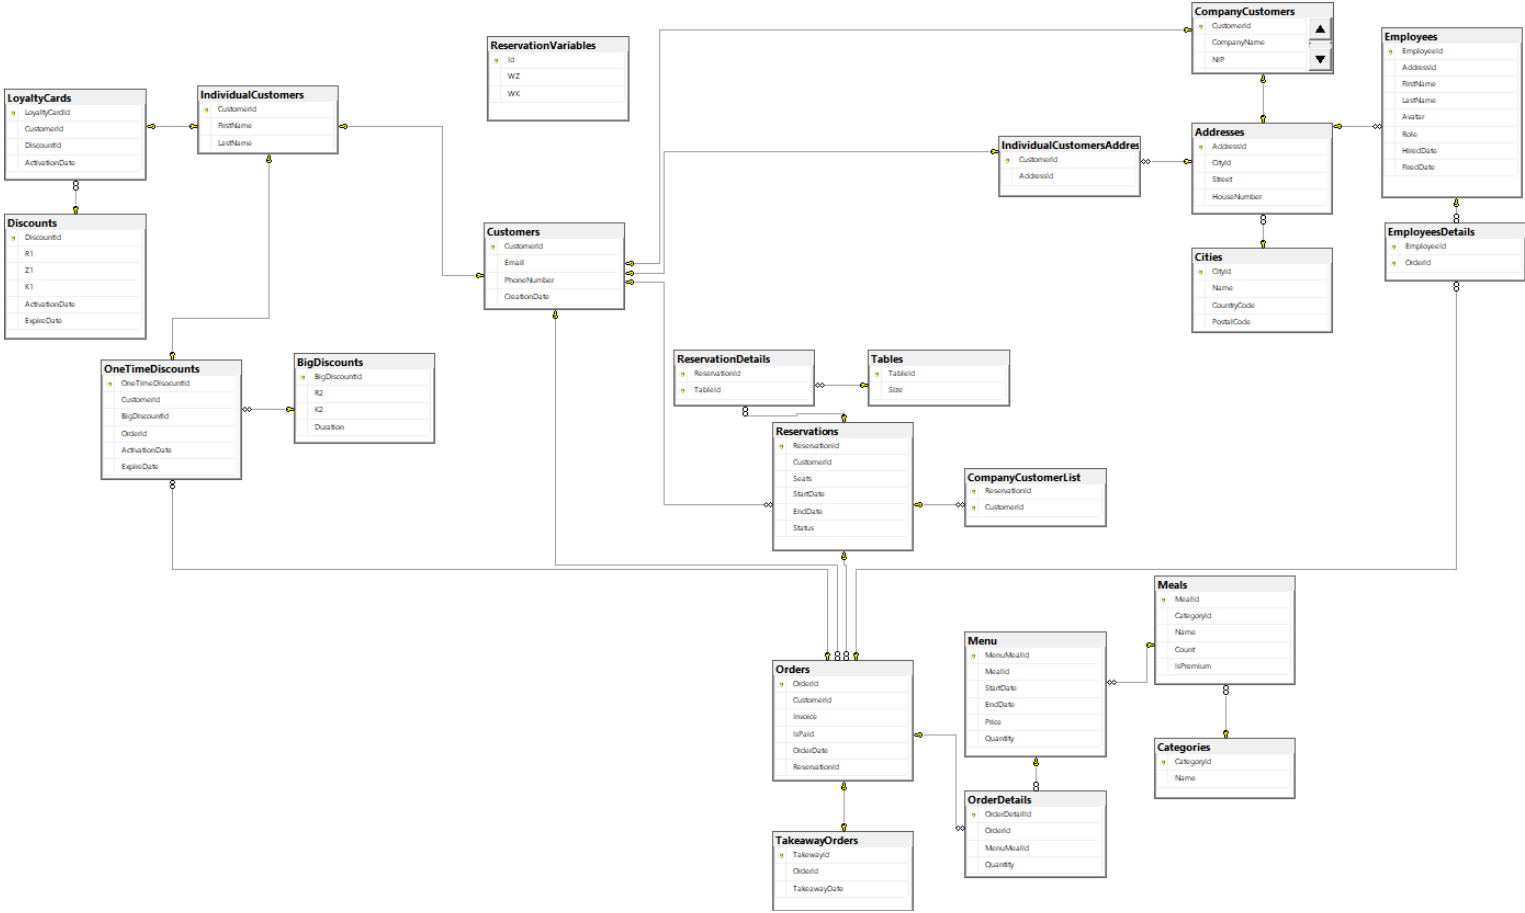 CompanyCustomers
CustomerId
CompanyName
NIP
Employees
EmployeeId
AddressId
FirstName
LastName
Avatar
Role
HiredDate
FiredDate
ReservationVariables
Id
WZ
WK
LoyaltyCards
LoyaltyCardId
CustomerId
DiscountId
ActivationDate
IndividualCustomers
CustomerId
FirstName
LastName
Addresses
AddressId
CityId
Street
HouseNumber
IndividualCustomersAddres
CustomerId
AddressId
Discounts
DiscountId
R1
Z1
K1
ActivationDate
ExpireDate
Customers
CustomerId
Email
PhoneNumber
CreationDate
EmployeesDetails
EmployeeId
OrderId
Cities
CityId
Name
CountryCode
PostalCode
OneTimeDiscounts
OneTimeDisocuntId
CustomerId
BigDiscountId
OrderId
ActivationDate
ExpireDate
BigDiscounts
BigDiscountId
R2
K2
Duration
ReservationDetails
ReservationId
TableId
Tables
TableId
Size
Reservations
ReservationId
CustomerId
Seats
StartDate
EndDate
Status
CompanyCustomerList
ReservationId
CustomerId
Meals
MealId
CategoryId
Name
Count
IsPremium
Menu
MenuMealId
MealId
StartDate
EndDate
Price
Quantity
Orders
OrderId
CustomerId
Invoice
IsPaid
OrderDate
ReservationId
Categories
CategoryId
Name
OrderDetails
OrderDetailId
OrderId
MenuMealId
Quantity
TakeawayOrders
TakewayId
OrderId
TakeawayDate